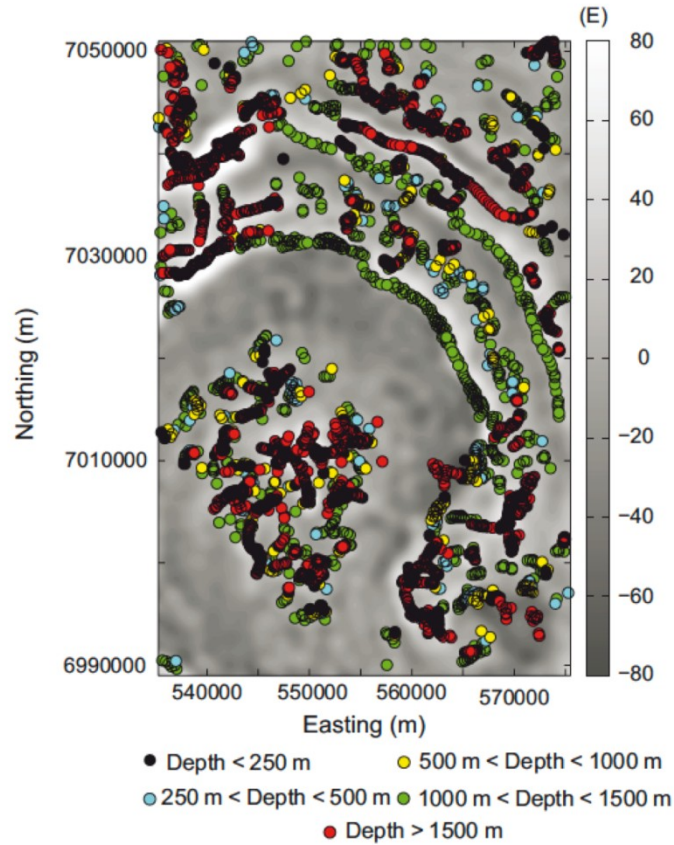 (E)
7050000
7030000
7010000
6990000
Northing (m)
80
60
40
20
0
−20
−40
−60
−80
540000 550000 560000 570000
Easting (m)
Depth < 250 m
500 m < Depth < 1000 m
250 m < Depth < 500 m
1000 m < Depth < 1500 m
Depth > 1500 m